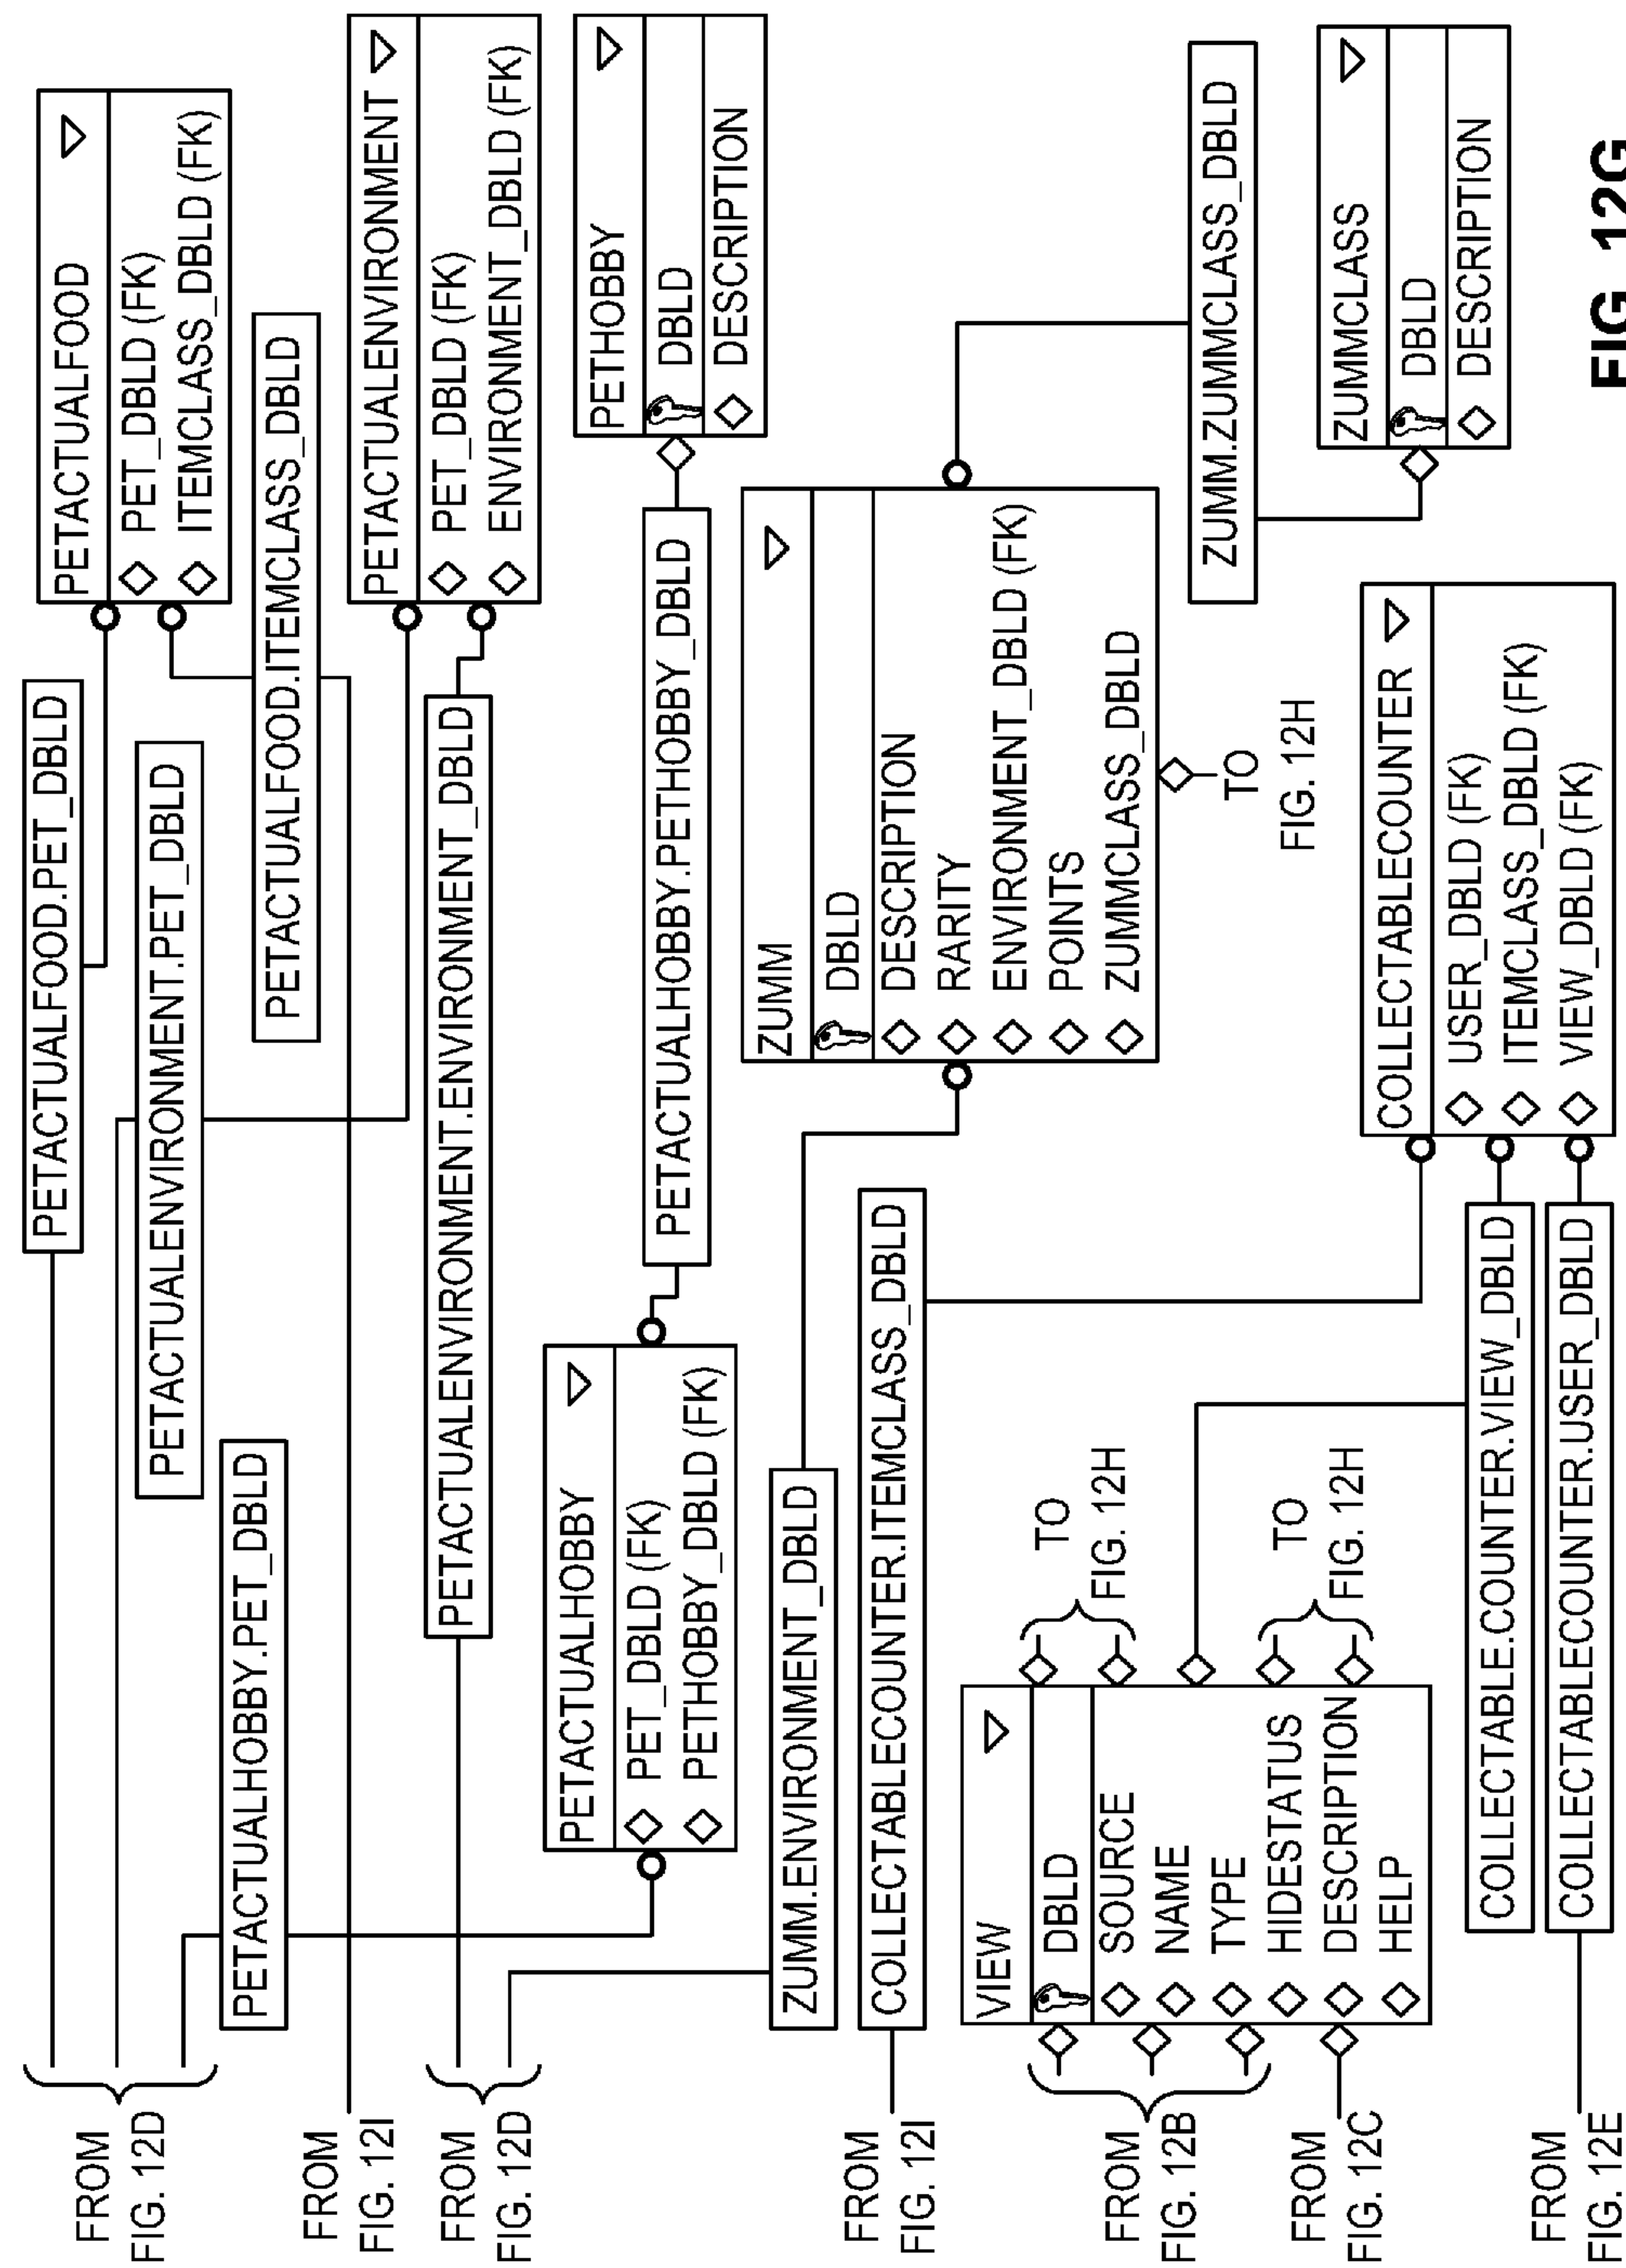 FROM
FIG. 12D
PETACTUALFOOD.PET_DBLD
PETACTUALFOOD
PET_DBLD (FK)
ITEMCLASS_DBLD (FK)
PETACTUALENVIRONMENT.PET_DBLD
PETACTUALHOBBY.PET_DBLD
FROM
FIG. 12I
PETACTUALFOOD.ITEMCLASS_DBLD
PETACTUALENVIRONMENT
PET_DBLD (FK)
ENVIRONMENT_DBLD (FK)
FROM
FIG. 12D
PETACTUALENVIRONMENT.ENVIRONMENT_DBLD
PETACTUALHOBBY
PET_DBLD (FK)
PETHOBBY_DBLD (FK)
PETACTUALHOBBY.PETHOBBY_DBLD
PETHOBBY
DBLD
DESCRIPTION
ZUMM.ENVIRONMENT_DBLD
ZUMM
DBLD
DESCRIPTION
RARITY
ENVIRONMENT_DBLD (FK)
POINTS
ZUMMCLASS_DBLD
TO
FIG. 12H
FROM
FIG. 12I
COLLECTABLECOUNTER.ITEMCLASS_DBLD
ZUMM.ZUMMCLASS_DBLD
ZUMMCLASS
DBLD
DESCRIPTION
FROM
FIG. 12B
FROM
FIG. 12C
VIEW
DBLD
SOURCE
NAME
TYPE
HIDESTATUS
DESCRIPTION
HELP
TO
FIG. 12H
TO
FIG. 12H
COLLECTABLECOUNTER
USER_DBLD (FK)
ITEMCLASS_DBLD (FK)
VIEW_DBLD (FK)
COLLECTABLE.COUNTER.VIEW_DBLD
FROM
FIG. 12E
COLLECTABLECOUNTER.USER_DBLD
FIG. 12G